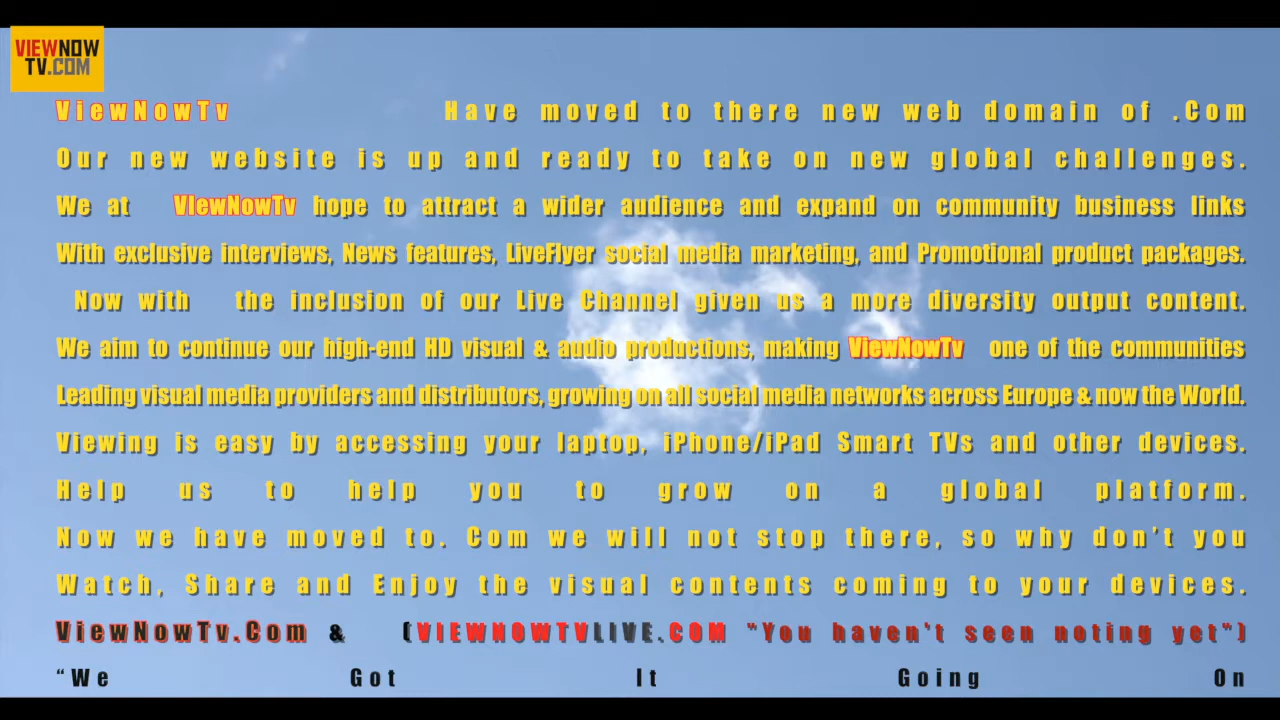 VIEWNOW
TV.COM
ViewNowTv Have moved to there new web domain of .Com
Our new website is up and ready to take on new global challenges.
We at VIewNowTv hope to attract a wider audience and expand on community business links
With exclusive interviews, News features, LiveFlyer social media marketing, and Promotional product packages.
Now with the inclusion of our Live Channel given us a more diversity output content.
We aim to continue our high-end HD visual & audio productions, making ViewNowTv one of the communities
Leading visual media providers and distributors, growing on all social media networks across Europe & now the World.
Viewing is easy by accessing your laptop, iPhone/iPad Smart TVs and other devices.
Help us to help you to grow on a global platform.
Now we have moved to. Com we will not stop there, so why don't you
Watch, Share and Enjoy the visual contents coming to your devices.
ViewNowTv.Com & (VIEWNOWTVLIVE.COM "You haven't seen noting yet")
“We Got It Going On